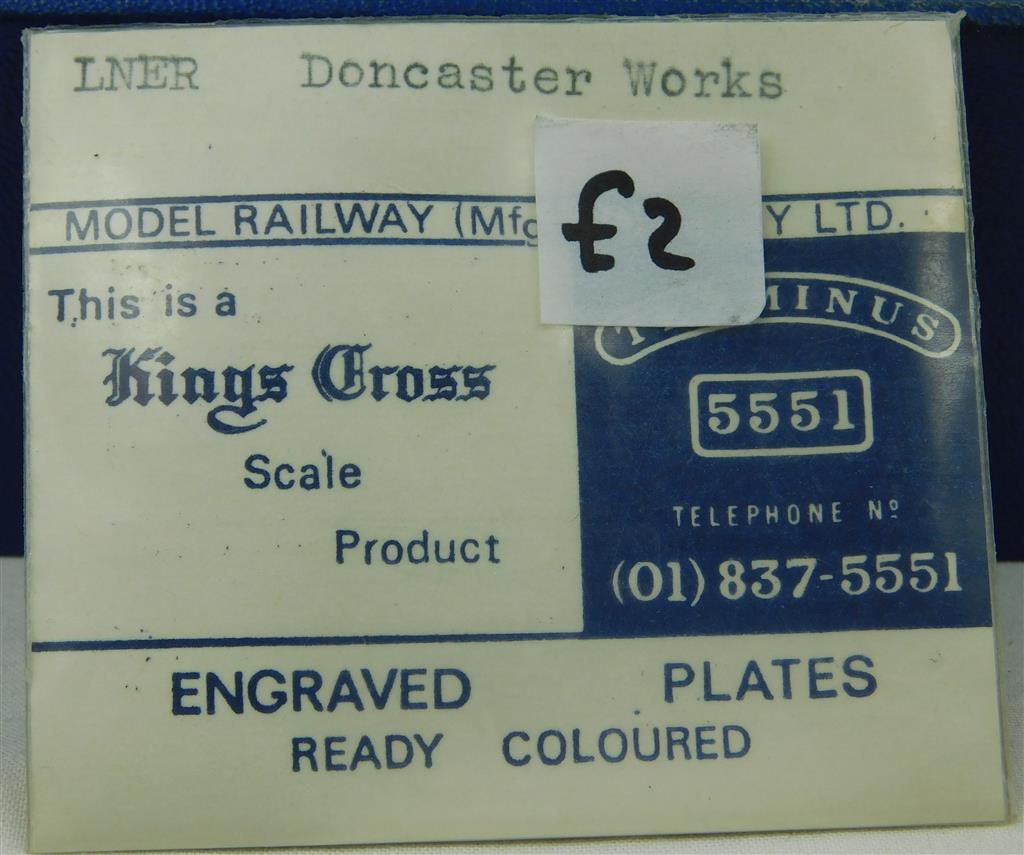 LNER Doncaster Works
MODEL RAILWAY (Mfg Y LTD.
£2
This is a
Kings Cross
Scale
Product
5551
TELEPHONE Nº
(01) 837-5551
ENGRAVED PLATES
READY COLOURED